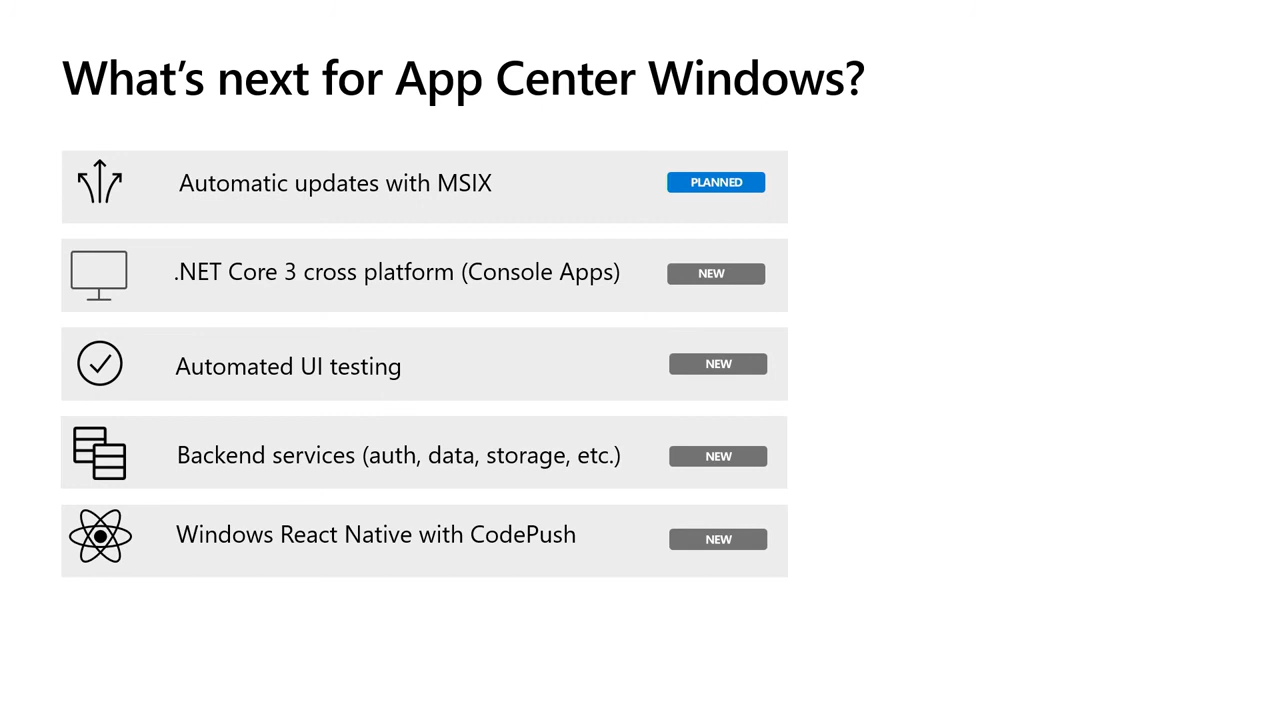 What’s next for App Center Windows?
Automatic updates with MSIX
PLANNED
.NET Core 3 cross platform (Console Apps)
NEW
Automated UI testing
NEW
Backend services (auth, data, storage, etc.)
NEW
Windows React Native with CodePush
NEW